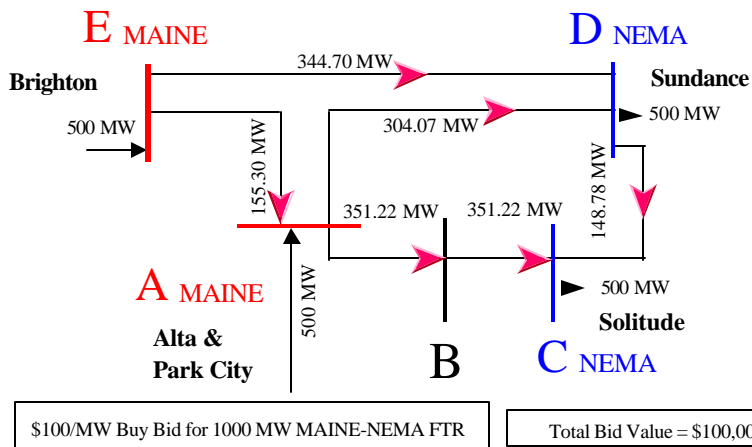 E MAINE
D NEMA
344.70 MW
Brighton
Sundance
500 MW
304.07 MW
500 MW
155.30 MW
148.78 MW
351.22 MW
351.22 MW
A MAINE
500 MW
500 MW
Alta &
Park City
B
Solitude
C NEMA
$100/MW Buy Bid for 1000 MW MAINE-NEMA FTR
Total Bid Value = $100,00